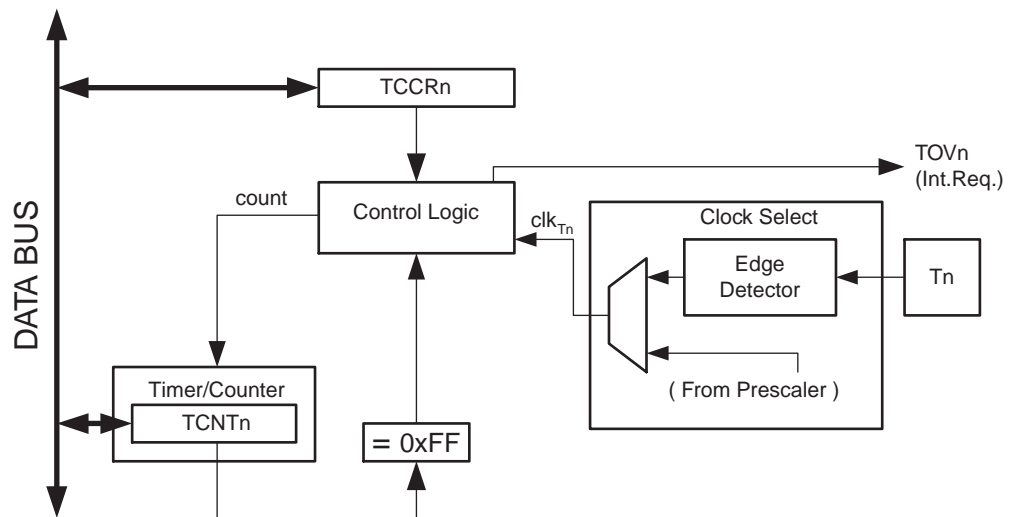 TCCRn
TOVn
(Int.Req.)
Control Logic
count
clkTn
Clock Select
Edge
Detector
Tn
DATA BUS
( From Prescaler )
Timer/Counter
TCNTn
= 0xFF